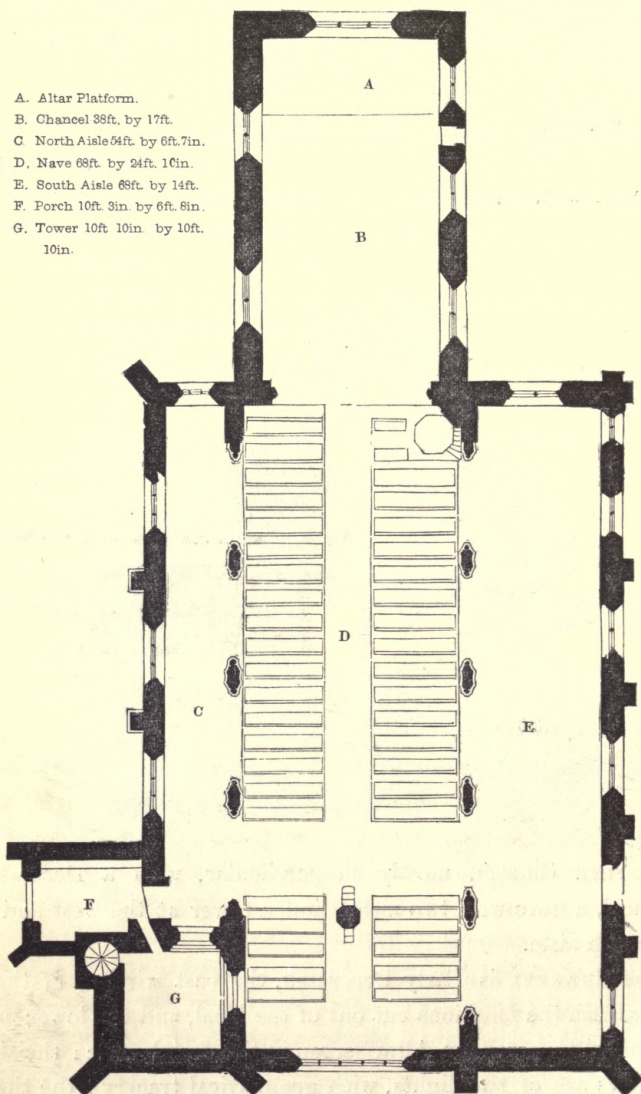 A. Altar Platform.
B. Chancel 38ft. by 17ft.
C North Aisle 54ft. by 6ft. 7in.
D, Nave 68ft. by 24ft. 10in.
E. South Aisle 68ft. by 14ft.
F. Porch 10ft. 3in. by 6ft. 8in.
G. Tower 10ft 10in. by 10ft.
10in.
A
B
D
C
E
F
G